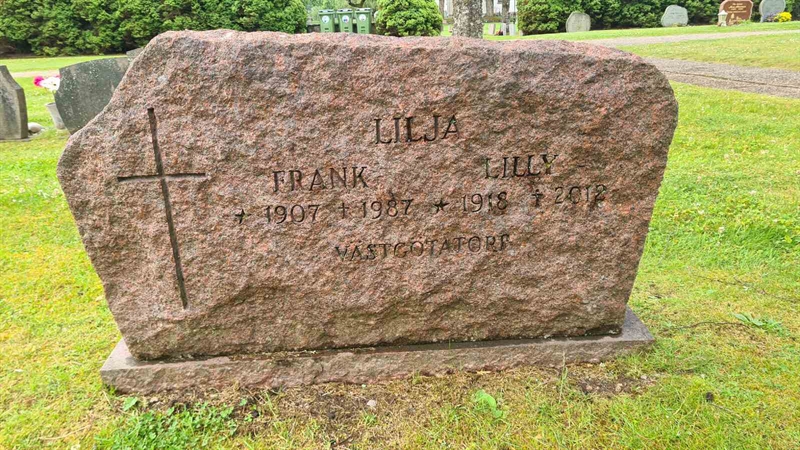 LILJA
FRANK LILLY
* 1907 † 1987 * 1918 † 2012
VÄSTGÖTATORP